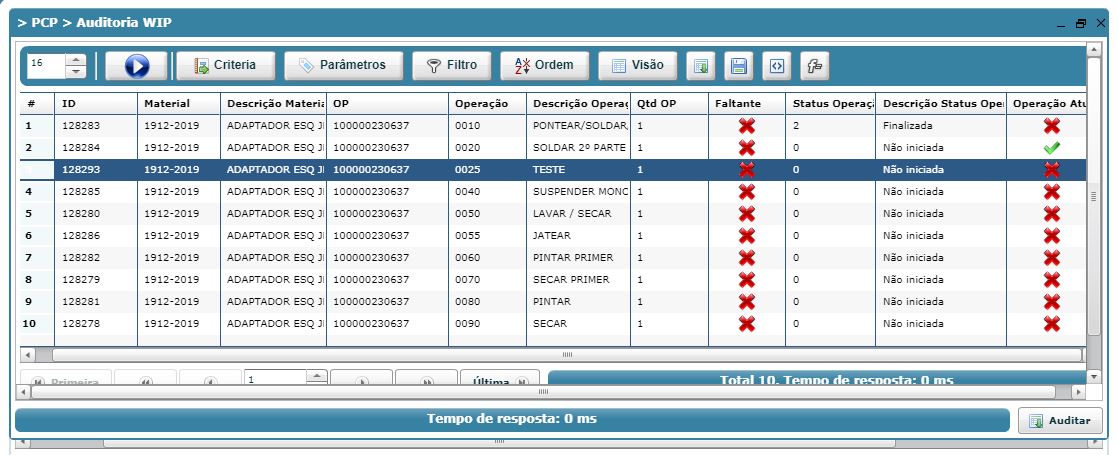 > PCP > Auditoria WIP
16 Criteria Parâmetros Filtro Ordem Visão
# ID Material Descrição Materia OP Operação Descrição Operaç Qtd OP Faltante Status Operaçã Descrição Status Oper Operação Atu
1 128283 1912-2019 ADAPTADOR ESQ JI 100000230637 0010 PONTEAR/SOLDAR, 1 2 Finalizada
2 128284 1912-2019 ADAPTADOR ESQ JI 100000230637 0020 SOLDAR 2º PARTE 1 0 Não iniciada
128293 1912-2019 ADAPTADOR ESQ JI 100000230637 0025 TESTE 1 0 Não iniciada
4 128285 1912-2019 ADAPTADOR ESQ JI 100000230637 0040 SUSPENDER MONC 1 0 Não iniciada
5 128280 1912-2019 ADAPTADOR ESQ JI 100000230637 0050 LAVAR / SECAR 1 0 Não iniciada
6 128286 1912-2019 ADAPTADOR ESQ JI 100000230637 0055 JATEAR 1 0 Não iniciada
7 128282 1912-2019 ADAPTADOR ESQ JI 100000230637 0060 PINTAR PRIMER 1 0 Não iniciada
8 128279 1912-2019 ADAPTADOR ESQ JI 100000230637 0070 SECAR PRIMER 1 0 Não iniciada
9 128281 1912-2019 ADAPTADOR ESQ JI 100000230637 0080 PINTAR 1 0 Não iniciada
10 128278 1912-2019 ADAPTADOR ESQ JI 100000230637 0090 SECAR 1 0 Não iniciada
Primeira 1 Última Total 10. Tempo de resposta: 0 ms
Tempo de resposta: 0 ms Auditar